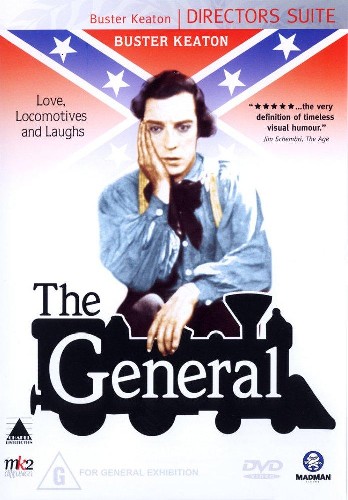 Buster Keaton | DIRECTORS SUITE
BUSTER KEATON
Love,
Locomotives
and Laughs
"★★★★★...the very
definition of timeless
visual humour."
Jim Schembri, The Age
The
General
mk2
G
FOR GENERAL EXHIBITION
DVD
MADMAN